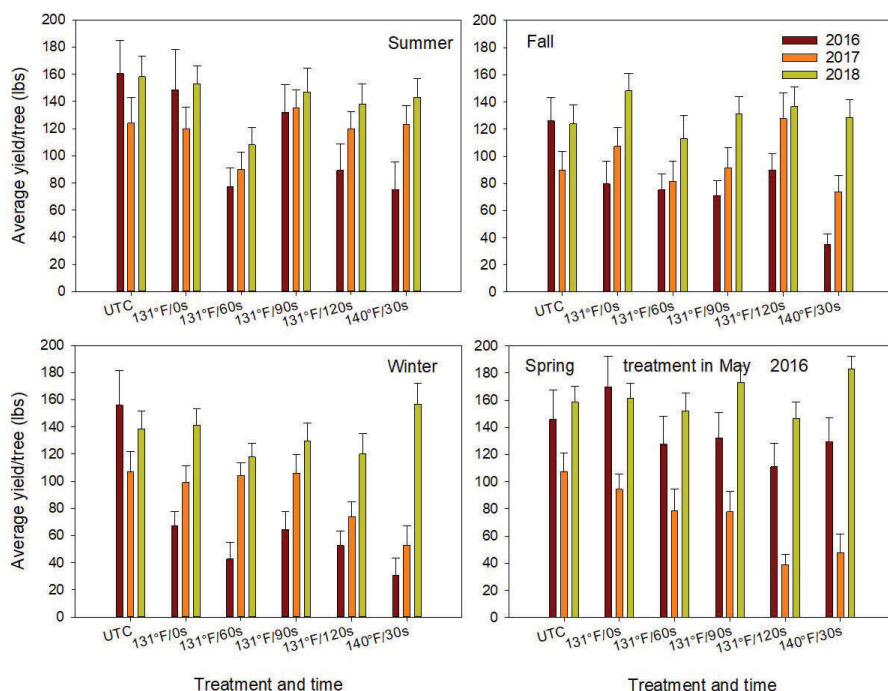 Average yield/tree (lbs)
200
180
160
140
120
100
80
60
40
20
0
Summer
UTC
131°F/0s
131°F/60s
131°F/90s
131°F/120s
140°F/30s
200
180
160
140
120
100
80
60
40
20
0
Fall
2016
2017
2018
UTC
131°F/0s
131°F/60s
131°F/90s
131°F/120s
140°F/30s
Average yield/tree (lbs)
200
180
160
140
120
100
80
60
40
20
0
Winter
UTC
131°F/0s
131°F/60s
131°F/90s
131°F/120s
140°F/30s
Treatment and time
200
180
160
140
120
100
80
60
40
20
0
Spring treatment in May 2016
UTC
131°F/0s
131°F/60s
131°F/90s
131°F/120s
140°F/30s
Treatment and time